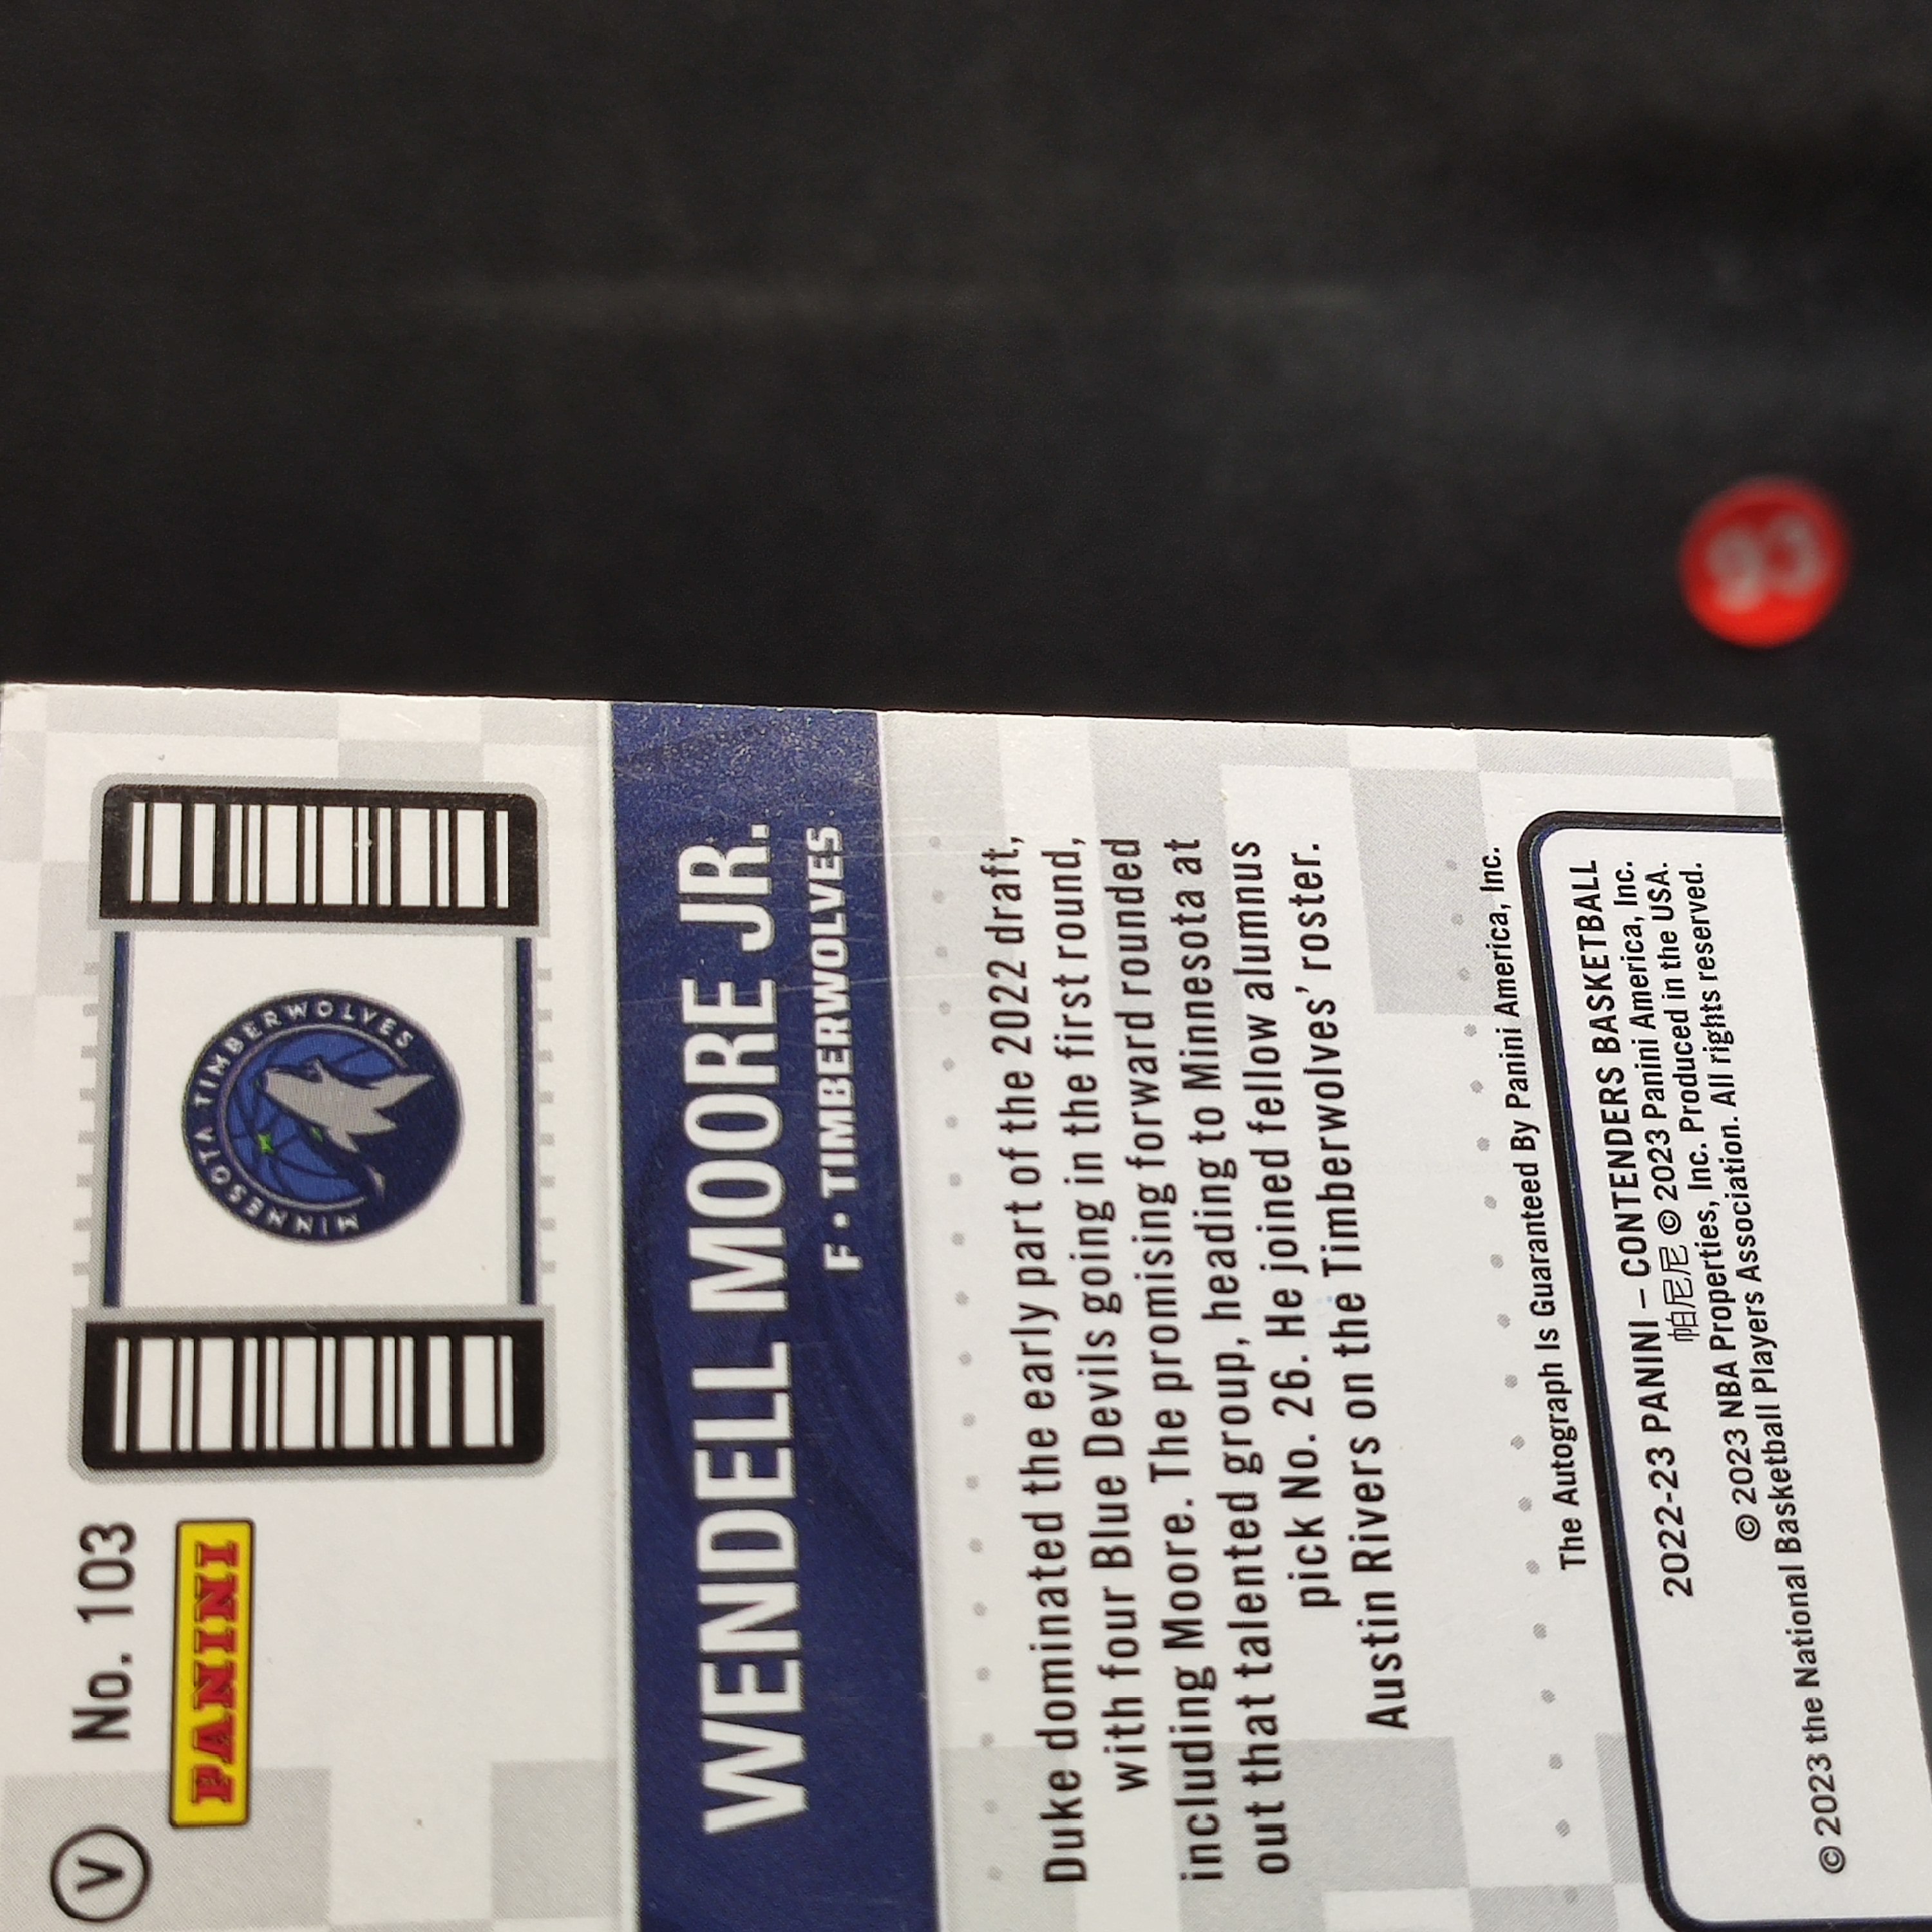 V
No. 103
PANINI
MINNESOTA TIMBERWOLVES
WENDELL MOORE JR.
F • TIMBERWOLVES
Duke dominated the early part of the 2022 draft,
with four Blue Devils going in the first round,
including Moore. The promising forward rounded
out that talented group, heading to Minnesota at
pick No. 26. He joined fellow alumnus
Austin Rivers on the Timberwolves' roster.
The Autograph Is Guaranteed By Panini America, Inc.
2022-23 PANINI – CONTENDERS BASKETBALL
帕尼尼 © 2023 Panini America, Inc.
© 2023 NBA Properties, Inc. Produced in the USA.
© 2023 the National Basketball Players Association. All rights reserved.
93